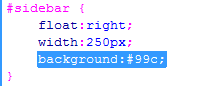 #sidebar {
float:right;
width:250px;
background:#99c;
}